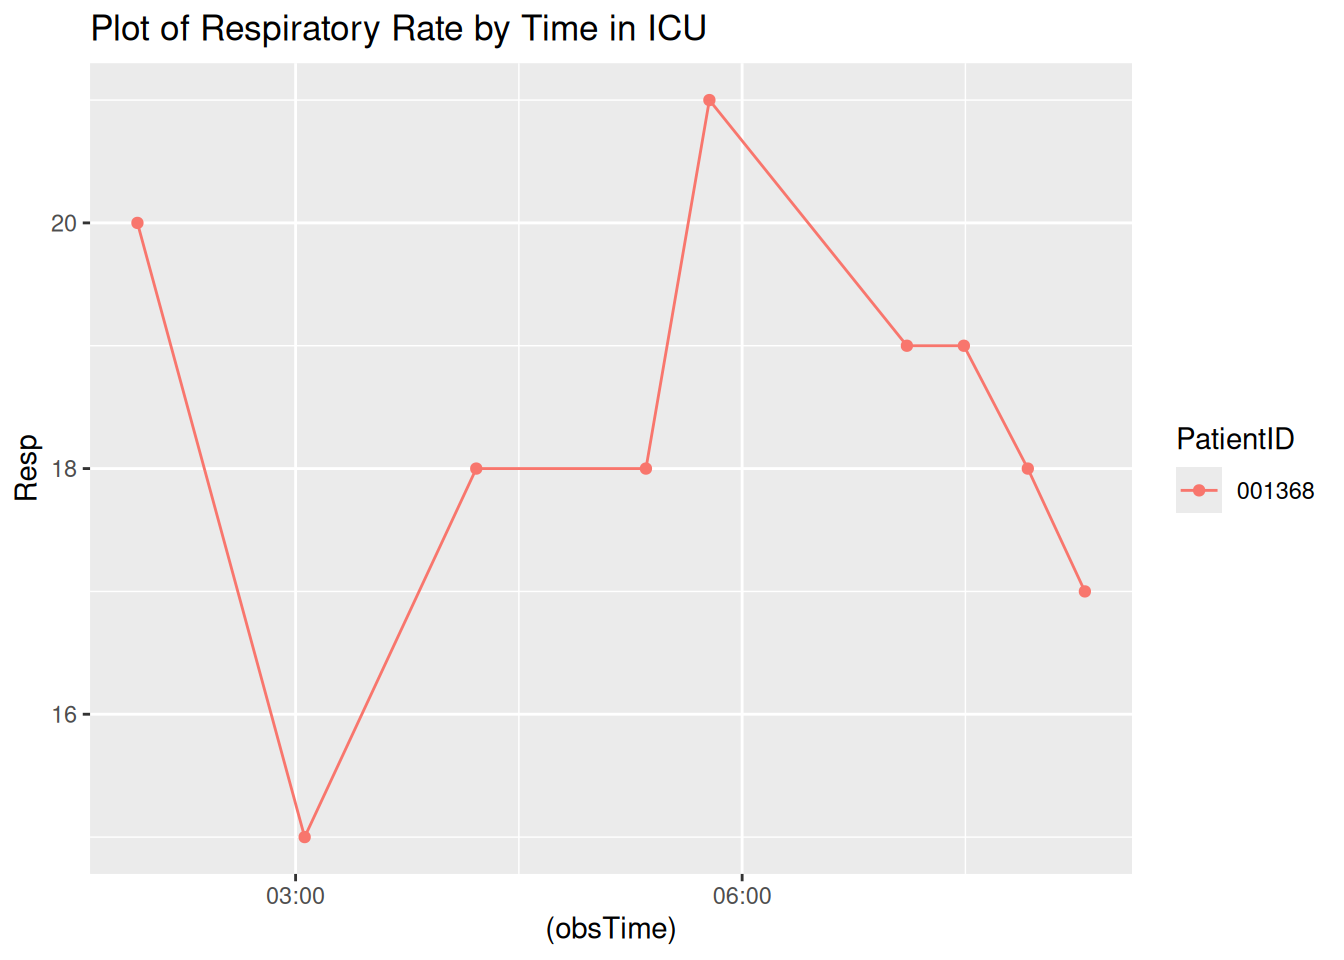 Plot of Respiratory Rate by Time in ICU
20
18
16
Resp
03:00
06:00
(obsTime)
PatientID
001368